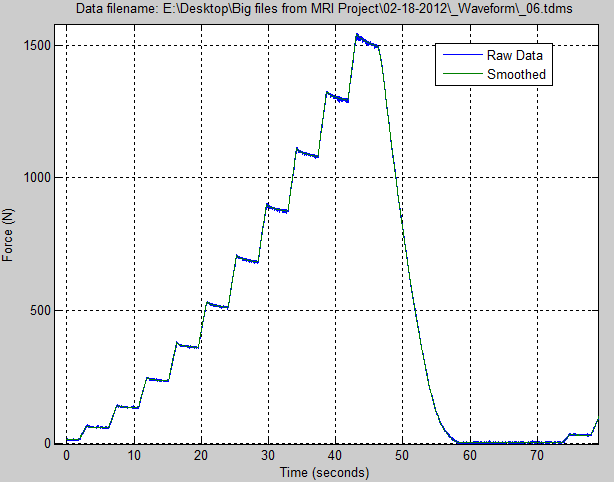 Data filename: E:\Desktop\Big files from MRI Project\02-18-2012\_Waveform\_06.tdms
1500
Raw Data
Smoothed
1000
Force (N)
500
0
0 10 20 30 40 50 60 70
Time (seconds)